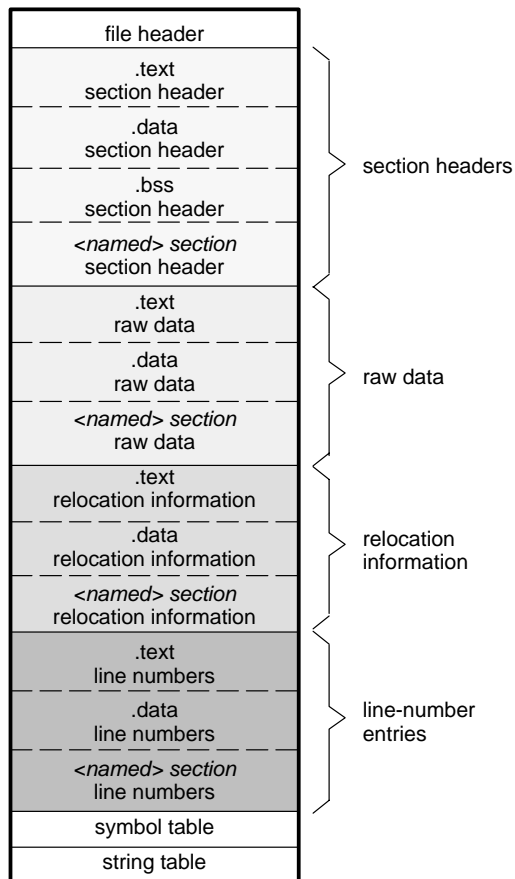 file header
.text
section header
.data
section header
.bss
section header
<named> section
section header
section headers
.text
raw data
.data
raw data
<named> section
raw data
raw data
.text
relocation information
.data
relocation information
<named> section
relocation information
relocation
information
.text
line numbers
.data
line numbers
<named> section
line numbers
line-number
entries
symbol table
string table